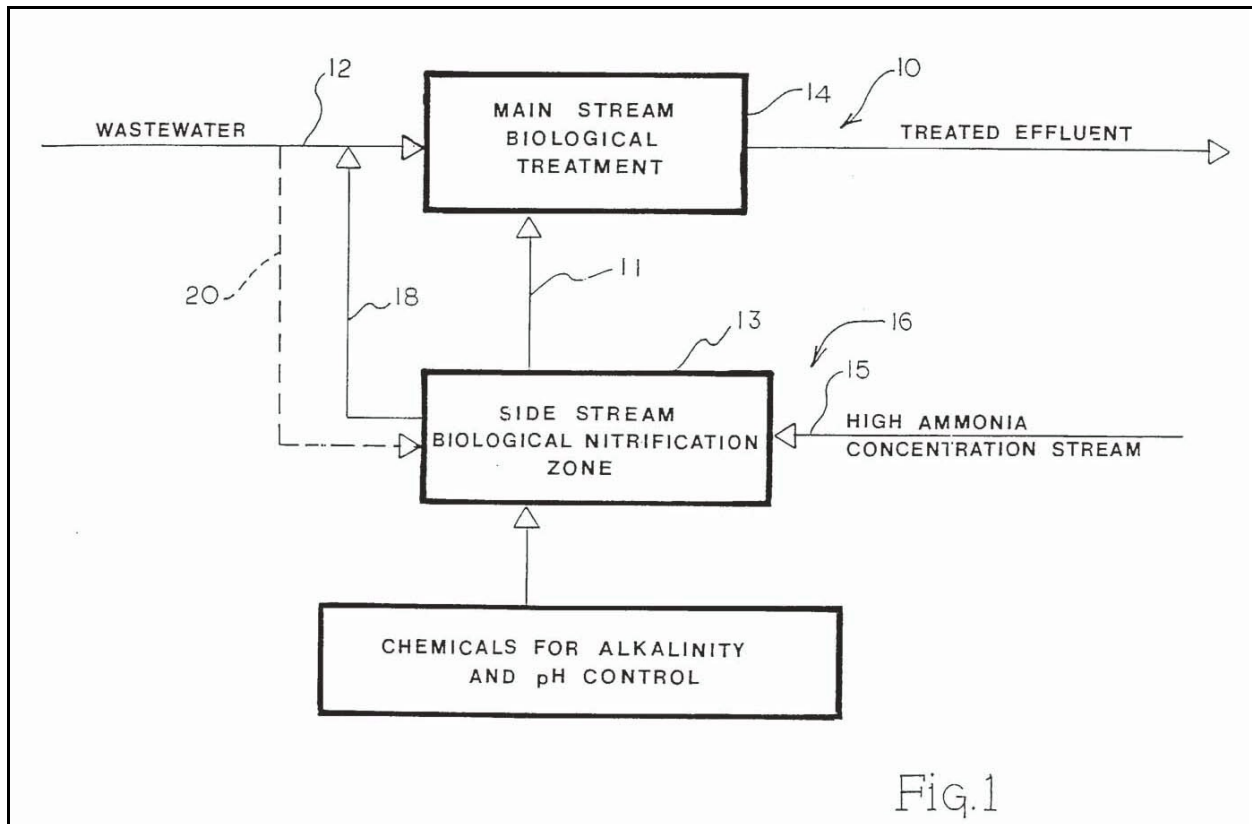 12
WASTEWATER
MAIN STREAM
BIOLOGICAL
TREATMENT
14
10
TREATED EFFLUENT
20
18
11
13
16
15
SIDE STREAM
BIOLOGICAL NITRIFICATION
ZONE
HIGH AMMONIA
CONCENTRATION STREAM
CHEMICALS FOR ALKALINITY
AND pH CONTROL
Fig.1